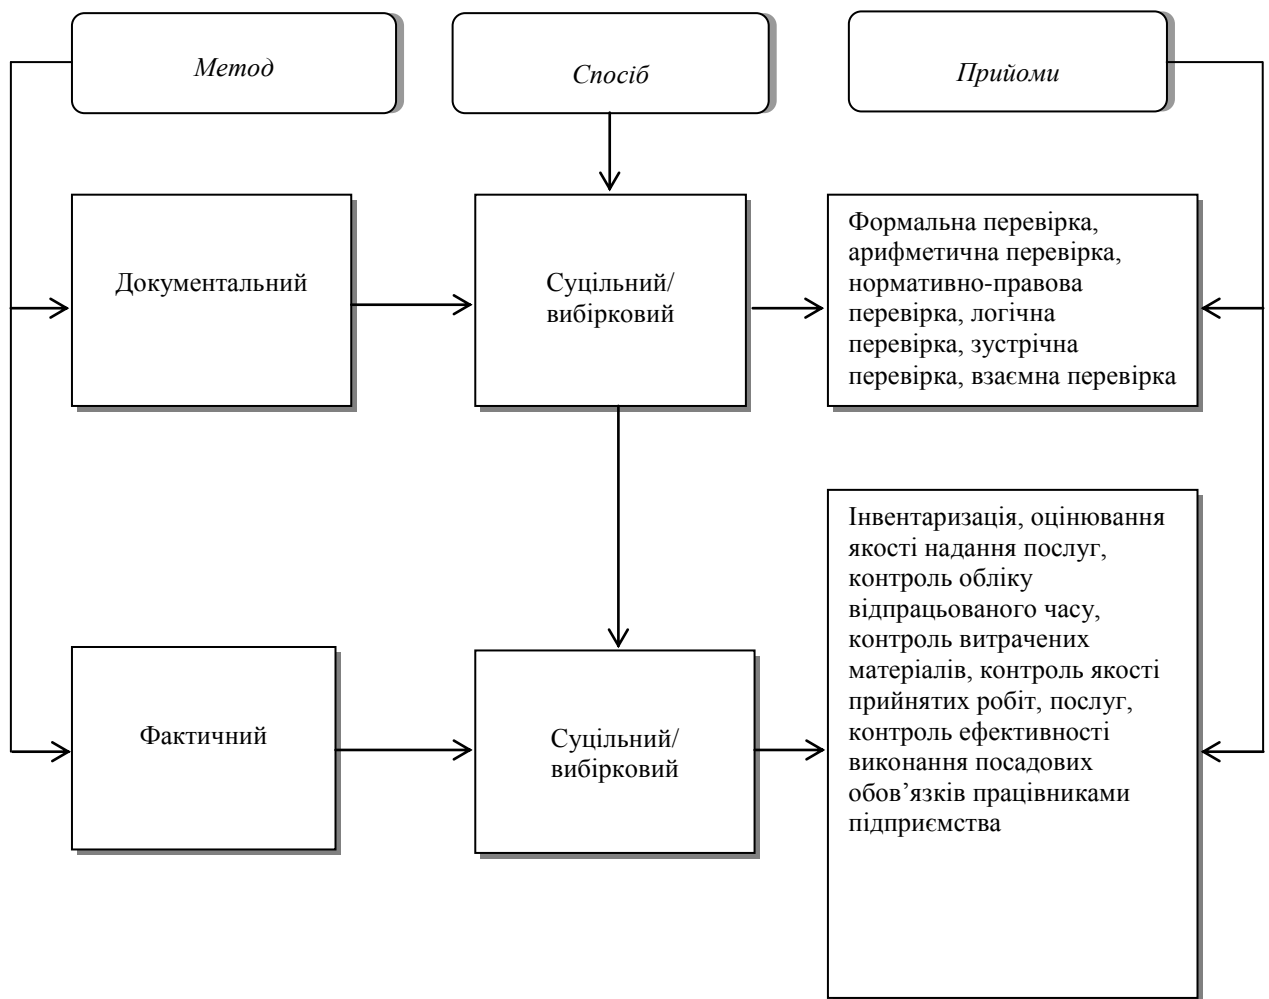 Метод
Спосіб
Прийоми
Документальний
Суцільний/
вибірковий
Формальна перевірка,
арифметична перевірка,
нормативно-правова
перевірка, логічна
перевірка, зустрічна
перевірка, взаємна перевірка
Фактичний
Суцільний/
вибірковий
Інвентаризація, оцінювання
якості надання послуг,
контроль обліку
відпрацьованого часу,
контроль витрачених
матеріалів, контроль якості
прийнятих робіт, послуг,
контроль ефективності
виконання посадових
обов’язків працівниками
підприємства